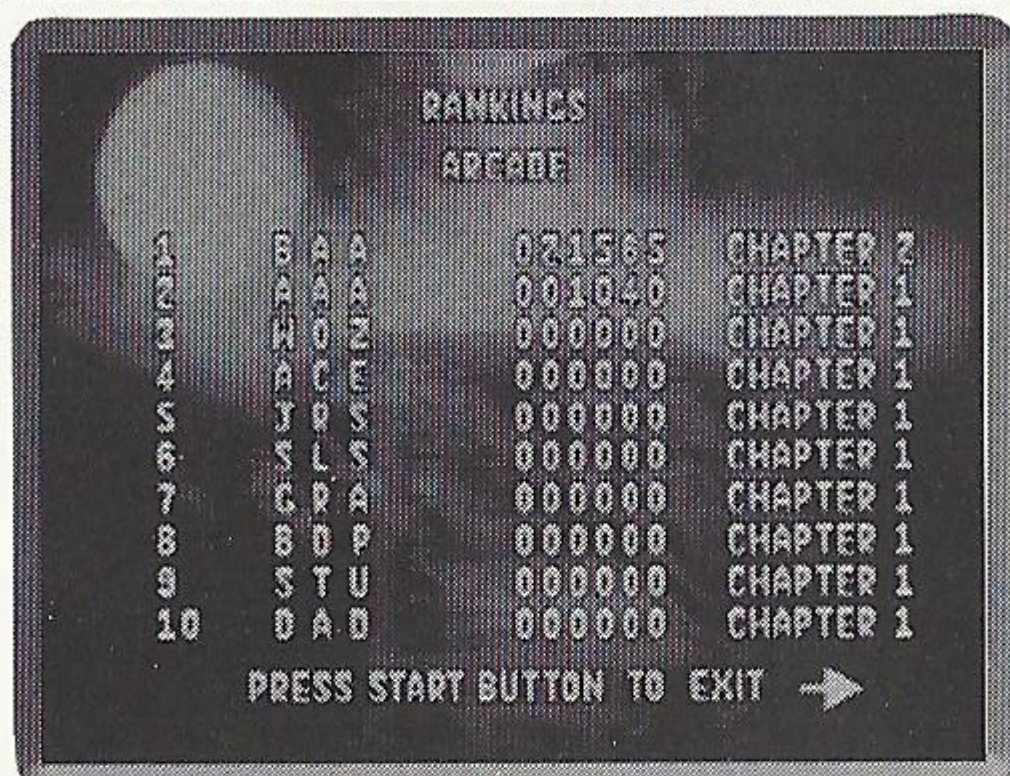 RANKINGS
ARCADE
1 B A A 021565 CHAPTER 2
2 A A A 001040 CHAPTER 1
3 W O Z 000000 CHAPTER 1
4 A C E 000000 CHAPTER 1
5 000000 CHAPTER 1
6 S L S 000000 CHAPTER 1
7 G R A 000000 CHAPTER 1
8 000000 CHAPTER 1
9 S T U 000000 CHAPTER 1
10 D A D 000000 CHAPTER 1
PRESS START BUTTON TO EXIT